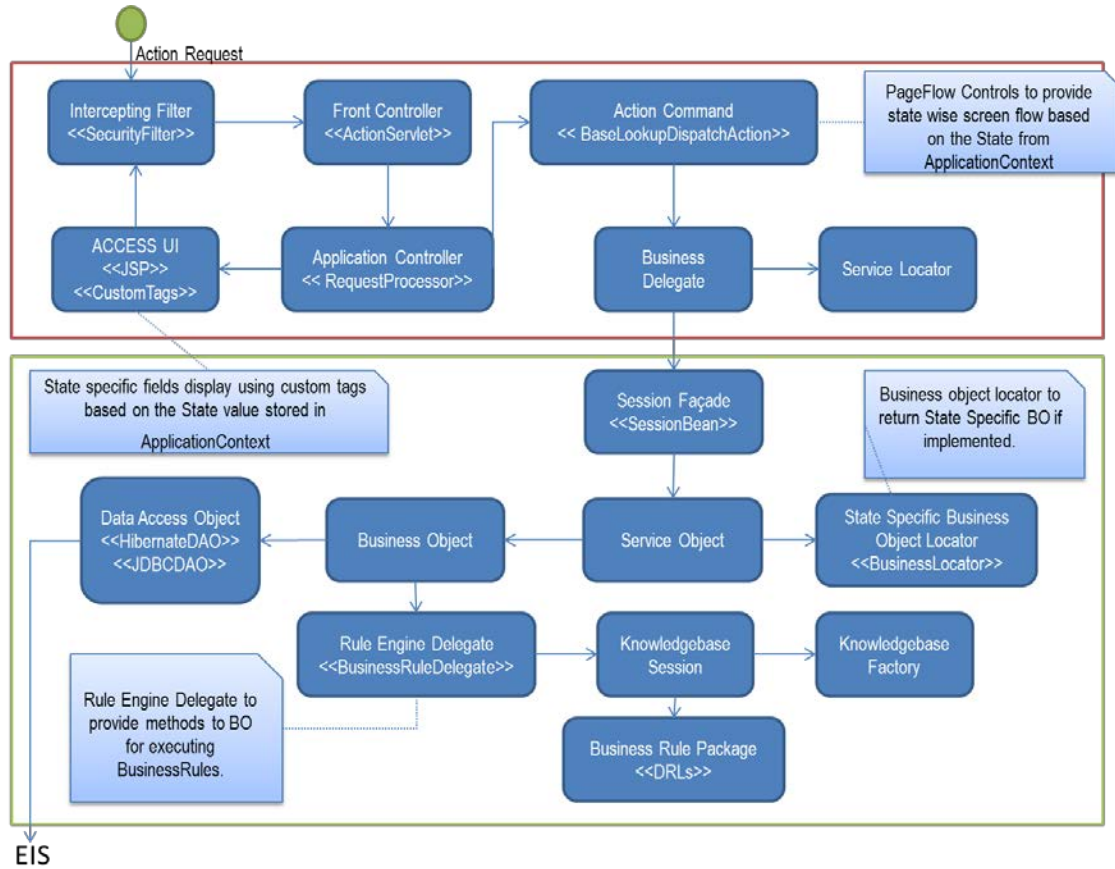 Action Request
Intercepting Filter
<<SecurityFilter>>
Front Controller
<<ActionServlet>>
Action Command
<< BaseLookupDispatchAction>>
PageFlow Controls to provide
state wise screen flow based
on the State from
ApplicationContext
ACCESS UI
<<JSP>>
<<CustomTags>>
Application Controller
<< RequestProcessor>>
Business
Delegate
Service Locator
State specific fields display using custom tags
based on the State value stored in
ApplicationContext
Session Façade
<<SessionBean>>
Business object locator to
return State Specific BO if
implemented.
Data Access Object
<<HibernateDAO>>
<<JDBCDAO>>
Business Object
Service Object
State Specific Business
Object Locator
<<BusinessLocator>>
Rule Engine Delegate
<<BusinessRuleDelegate>>
Knowledgebase
Session
Knowledgebase
Factory
Rule Engine Delegate to
provide methods to BO
for executing
BusinessRules.
Business Rule Package
<<DRLs>>
EIS